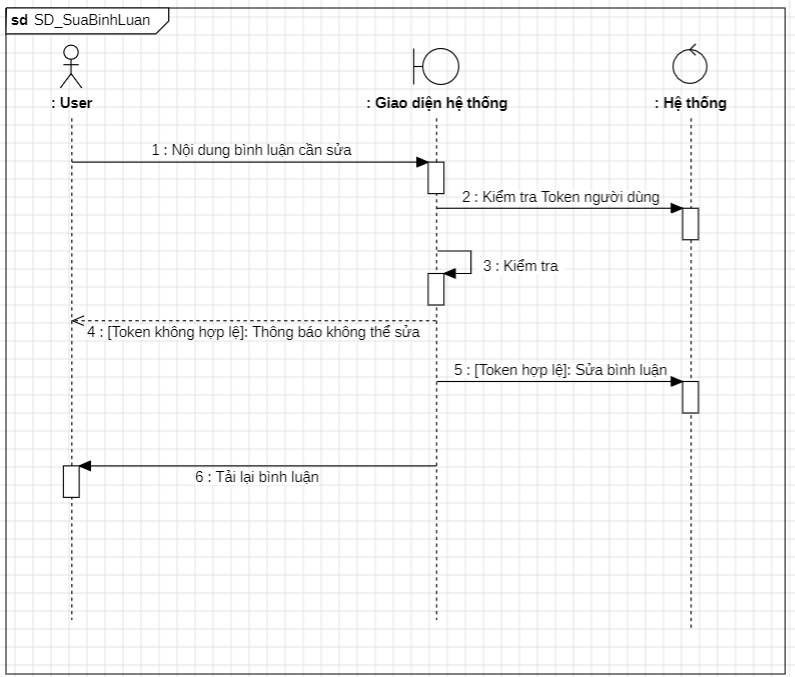 sd SD_SuaBinhLuan
: User
: Giao diện hệ thống
: Hệ thống
1 : Nội dung bình luận cần sửa
2 : Kiểm tra Token người dùng
3 : Kiểm tra
4 : [Token không hợp lệ]: Thông báo không thể sửa
5 : [Token hợp lệ]: Sửa bình luận
6 : Tải lại bình luận